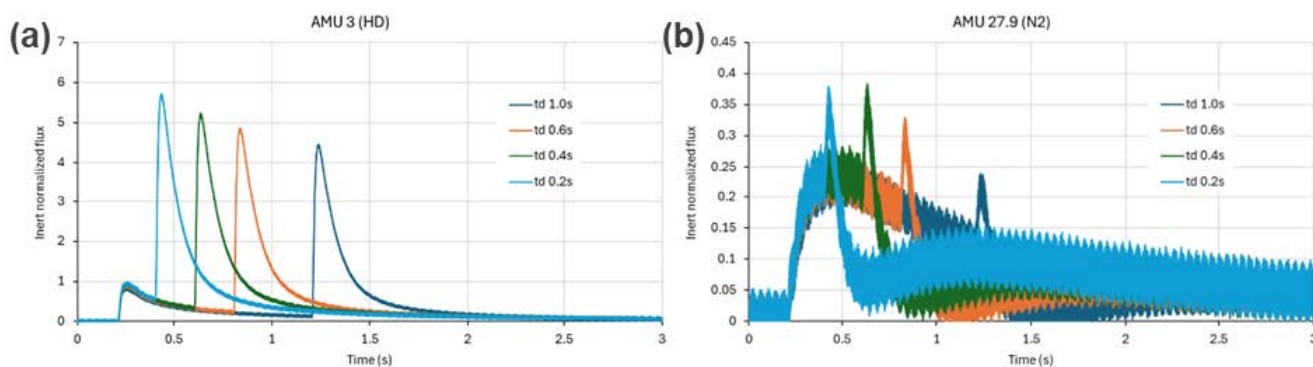 (a)
AMU 3 (HD)
Inert normalized flux
7
6
5
4
3
2
1
0
0
0.5
1
1.5
2
2.5
3
Time (s)
td 1.0s
td 0.6s
td 0.4s
td 0.2s
(b)
AMU 27.9 (N2)
Inert normalized flux
0.45
0.4
0.35
0.3
0.25
0.2
0.15
0.1
0.05
0
0
0.5
1
1.5
2
2.5
3
Time (s)
td 1.0s
td 0.6s
td 0.4s
td 0.2s